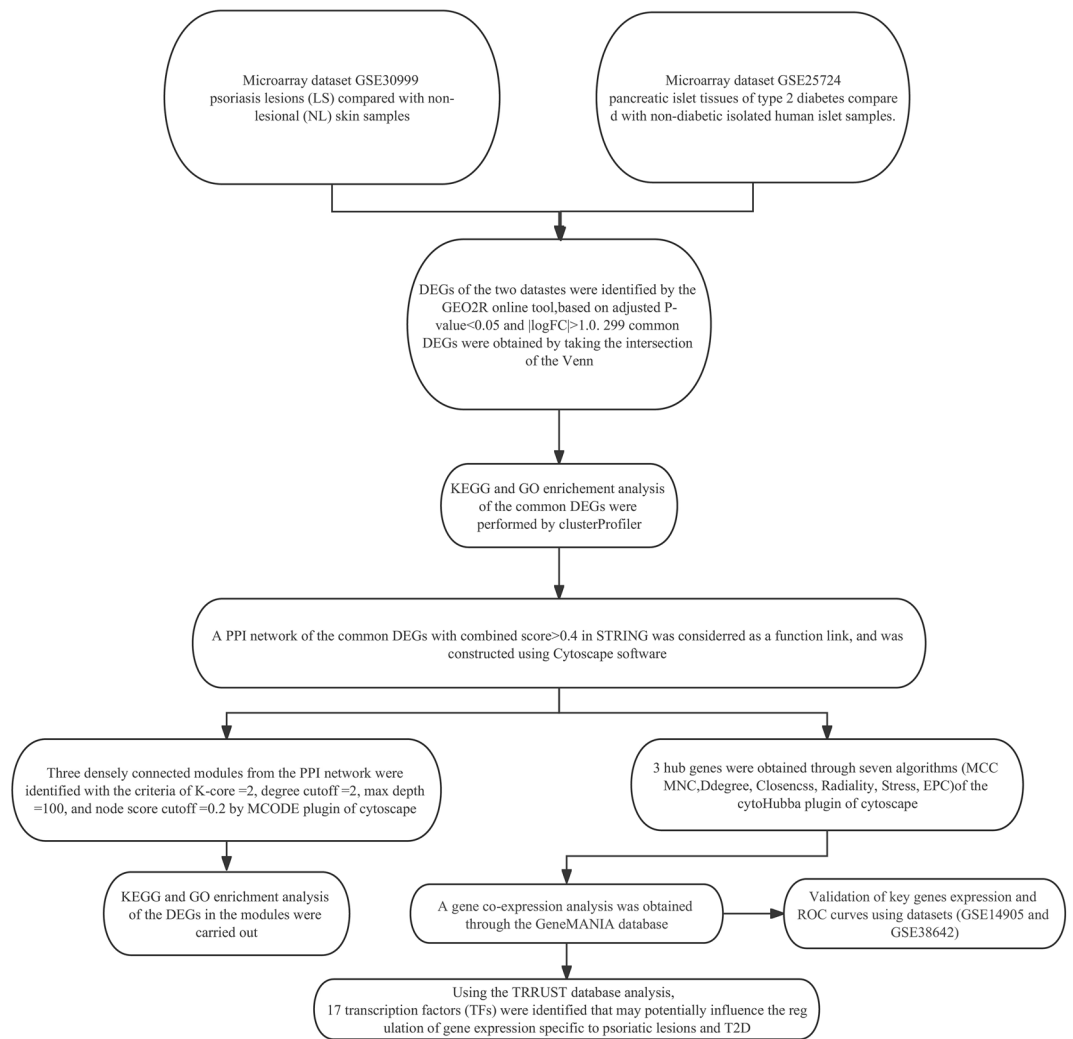 Microarray dataset GSE30999
psoriasis lesions (LS) compared with non-
lesional (NL) skin samples
Microarray dataset GSE25724
pancreatic islet tissues of type 2 diabetes compare
d with non-diabetic isolated human islet samples.
DEGs of the two datastes were identified by the
GEO2R online tool,based on adjusted P-
value<0.05 and |logFC|>1.0. 299 common
DEGs were obtained by taking the intersection
of the Venn
KEGG and GO enrichement analysis
of the common DEGs were
performed by clusterProfiler
A PPI network of the common DEGs with combined score>0.4 in STRING was considerred as a function link, and was
constructed using Cytoscape software
Three densely connected modules from the PPI network were
identified with the criteria of K-core =2, degree cutoff =2, max depth
=100, and node score cutoff =0.2 by MCODE plugin of cytoscape
3 hub genes were obtained through seven algorithms (MCC
MNC,Ddegree, Closencss, Radiality, Stress, EPC)of the
cytoHubba plugin of cytoscape
KEGG and GO enrichment analysis
of the DEGs in the modules were
carried out
A gene co-expression analysis was obtained
through the GeneMANIA database
Validation of key genes expression and
ROC curves using datasets (GSE14905 and
GSE38642)
Using the TRRUST database analysis,
17 transcription factors (TFs) were identified that may potentially influence the reg
ulation of gene expression specific to psoriatic lesions and T2D